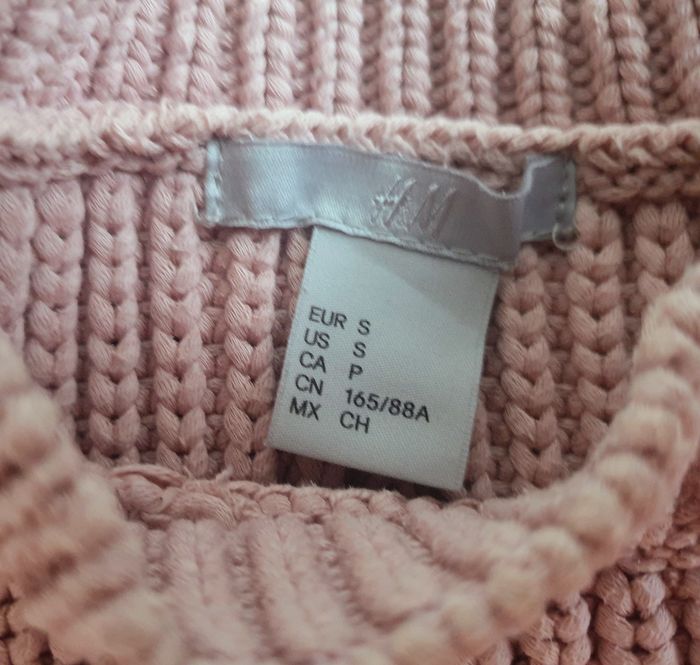 H&M
EUR S
US S
CA P
CN 165/88A
MX CH